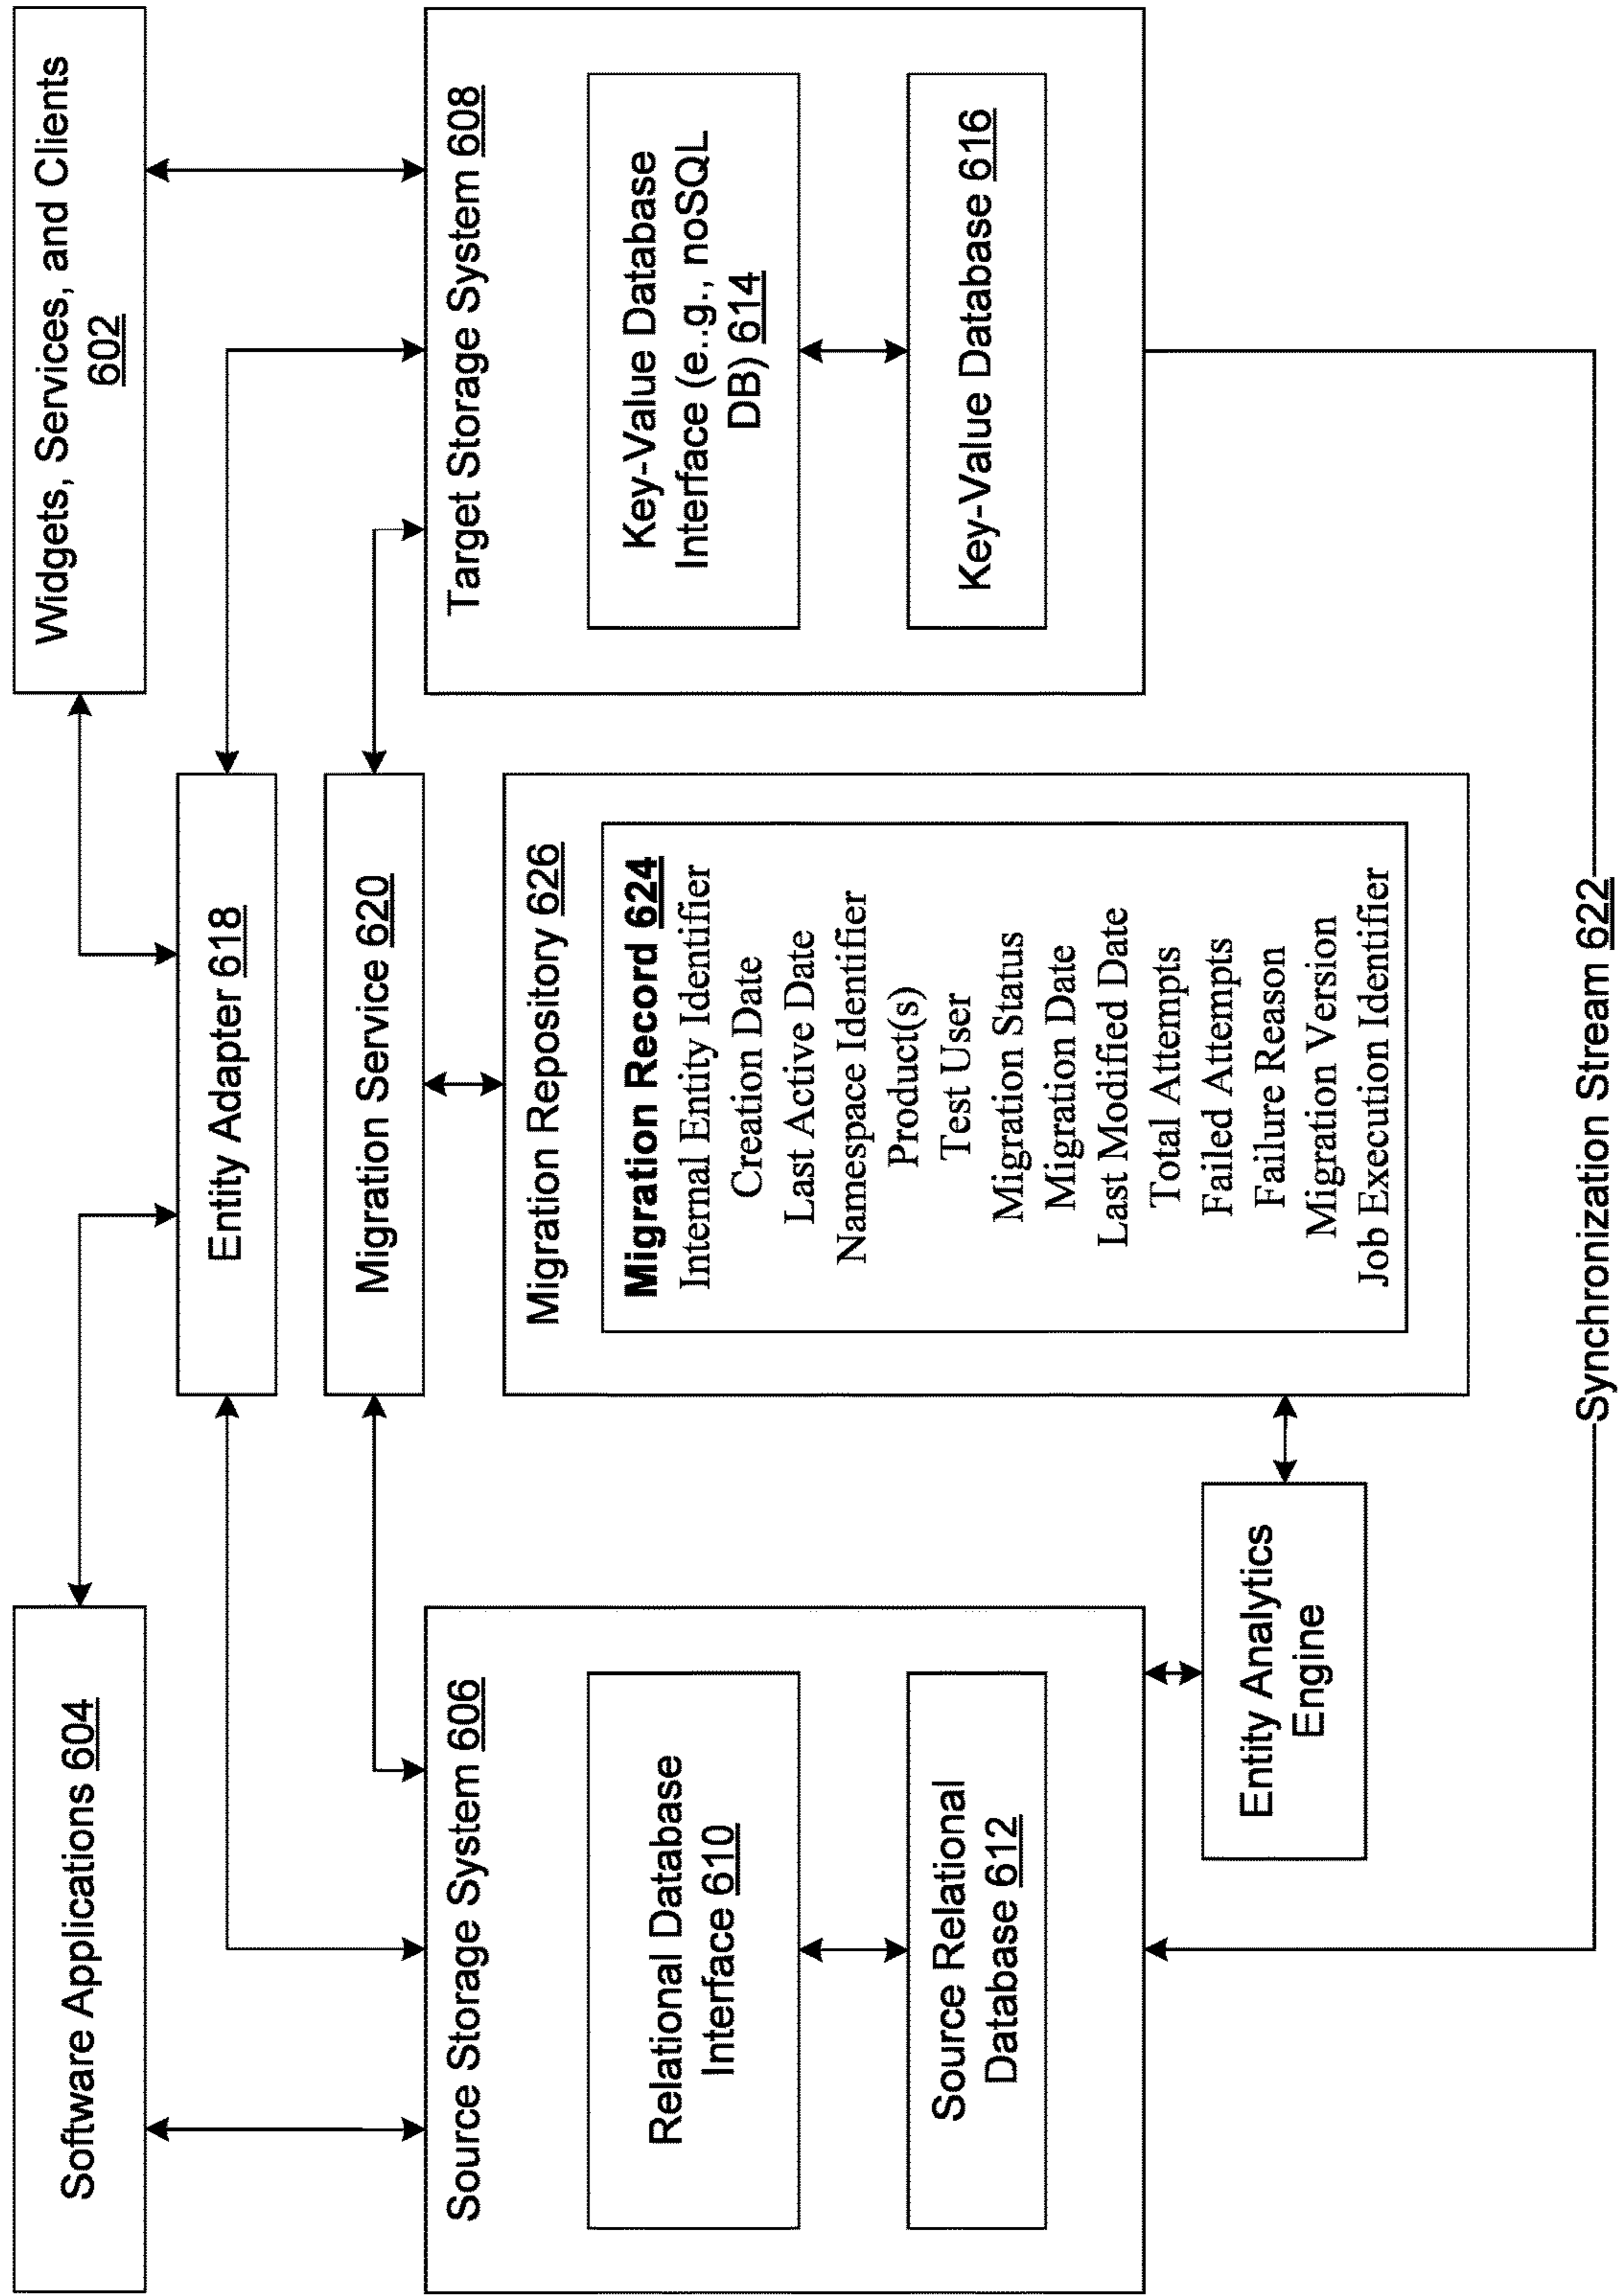 Software Applications 604
Widgets, Services, and Clients
602
Entity Adapter 618
Migration Service 620
Source Storage System 606
Relational Database
Interface 610
Source Relational
Database 612
Migration Repository 626
Migration Record 624
Internal Entity Identifier
Creation Date
Last Active Date
Namespace Identifier
Product(s)
Test User
Migration Status
Migration Date
Last Modified Date
Total Attempts
Failed Attempts
Failure Reason
Migration Version
Job Execution Identifier
Target Storage System 608
Key-Value Database
Interface (e..g., noSQL
DB) 614
Key-Value Database 616
Entity Analytics
Engine
Synchronization Stream 622